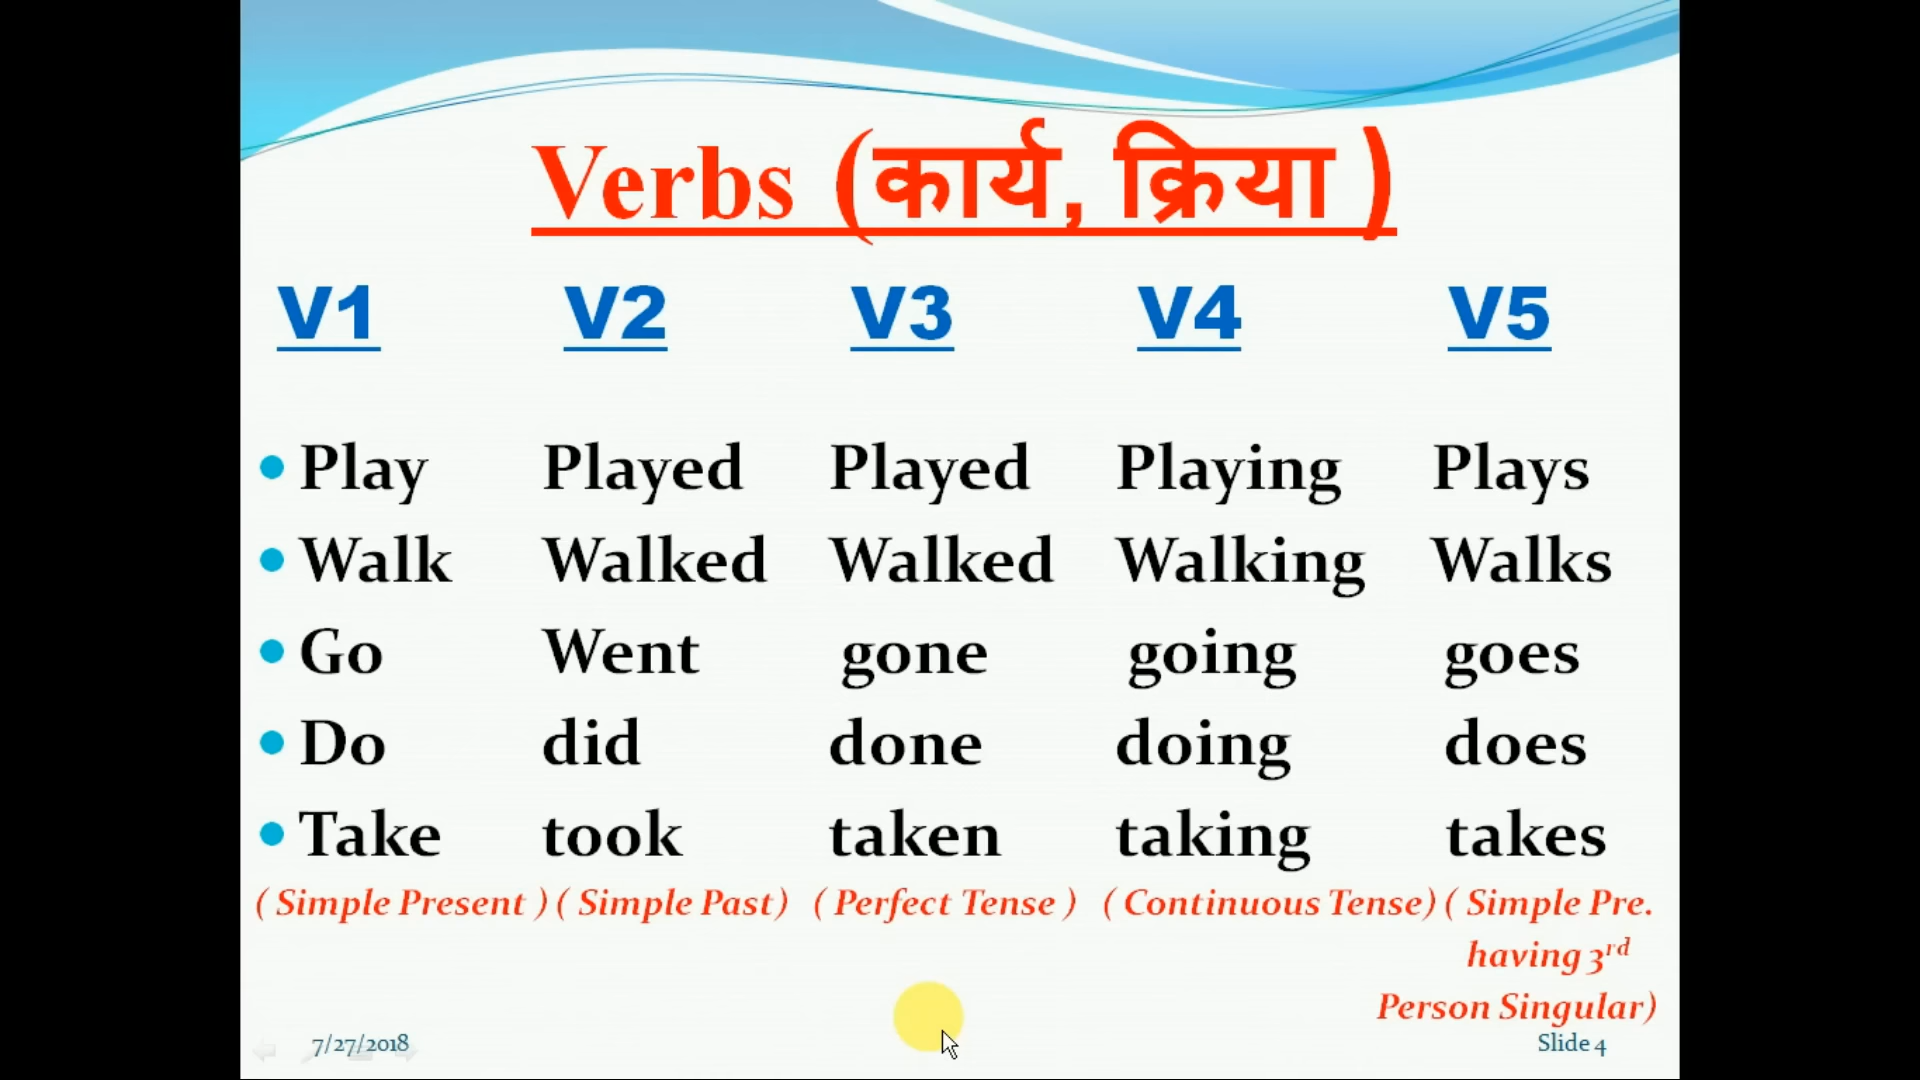 Verbs (कार्य, क्रिया )
V1 V2 V3 V4 V5
• Play Played Played Playing Plays
• Walk Walked Walked Walking Walks
• Go Went gone going goes
• Do did done doing does
• Take took taken taking takes
( Simple Present ) ( Simple Past) ( Perfect Tense ) ( Continuous Tense) ( Simple Pre.
having 3rd
Person Singular)
7/27/2018 Slide 4